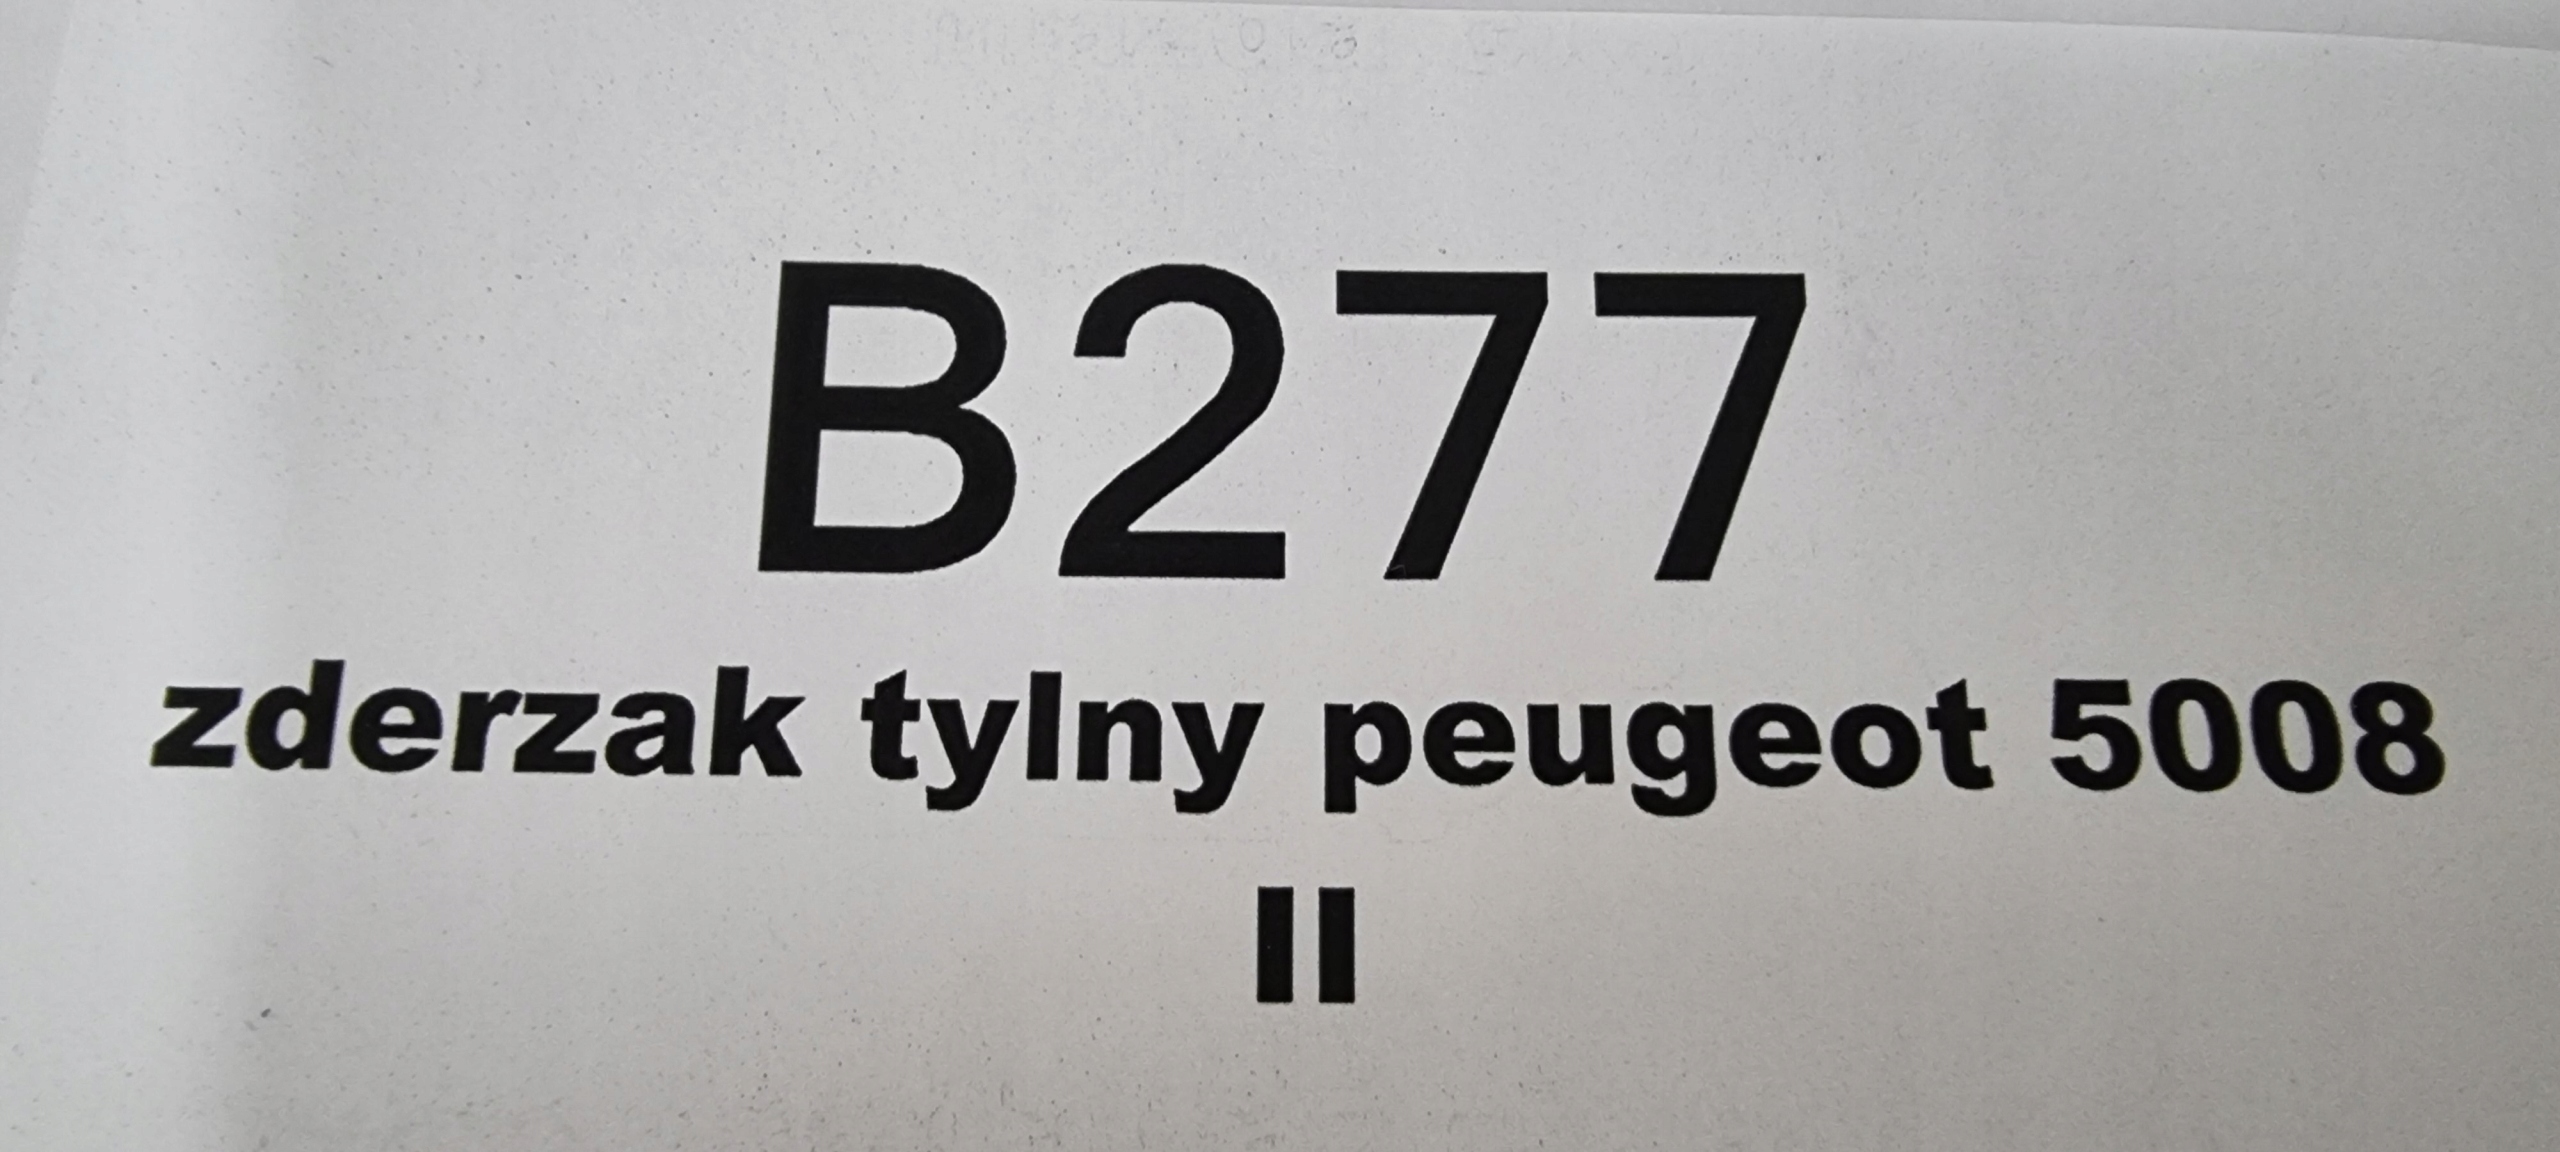 B277
zderzak tylny peugeot 5008
II